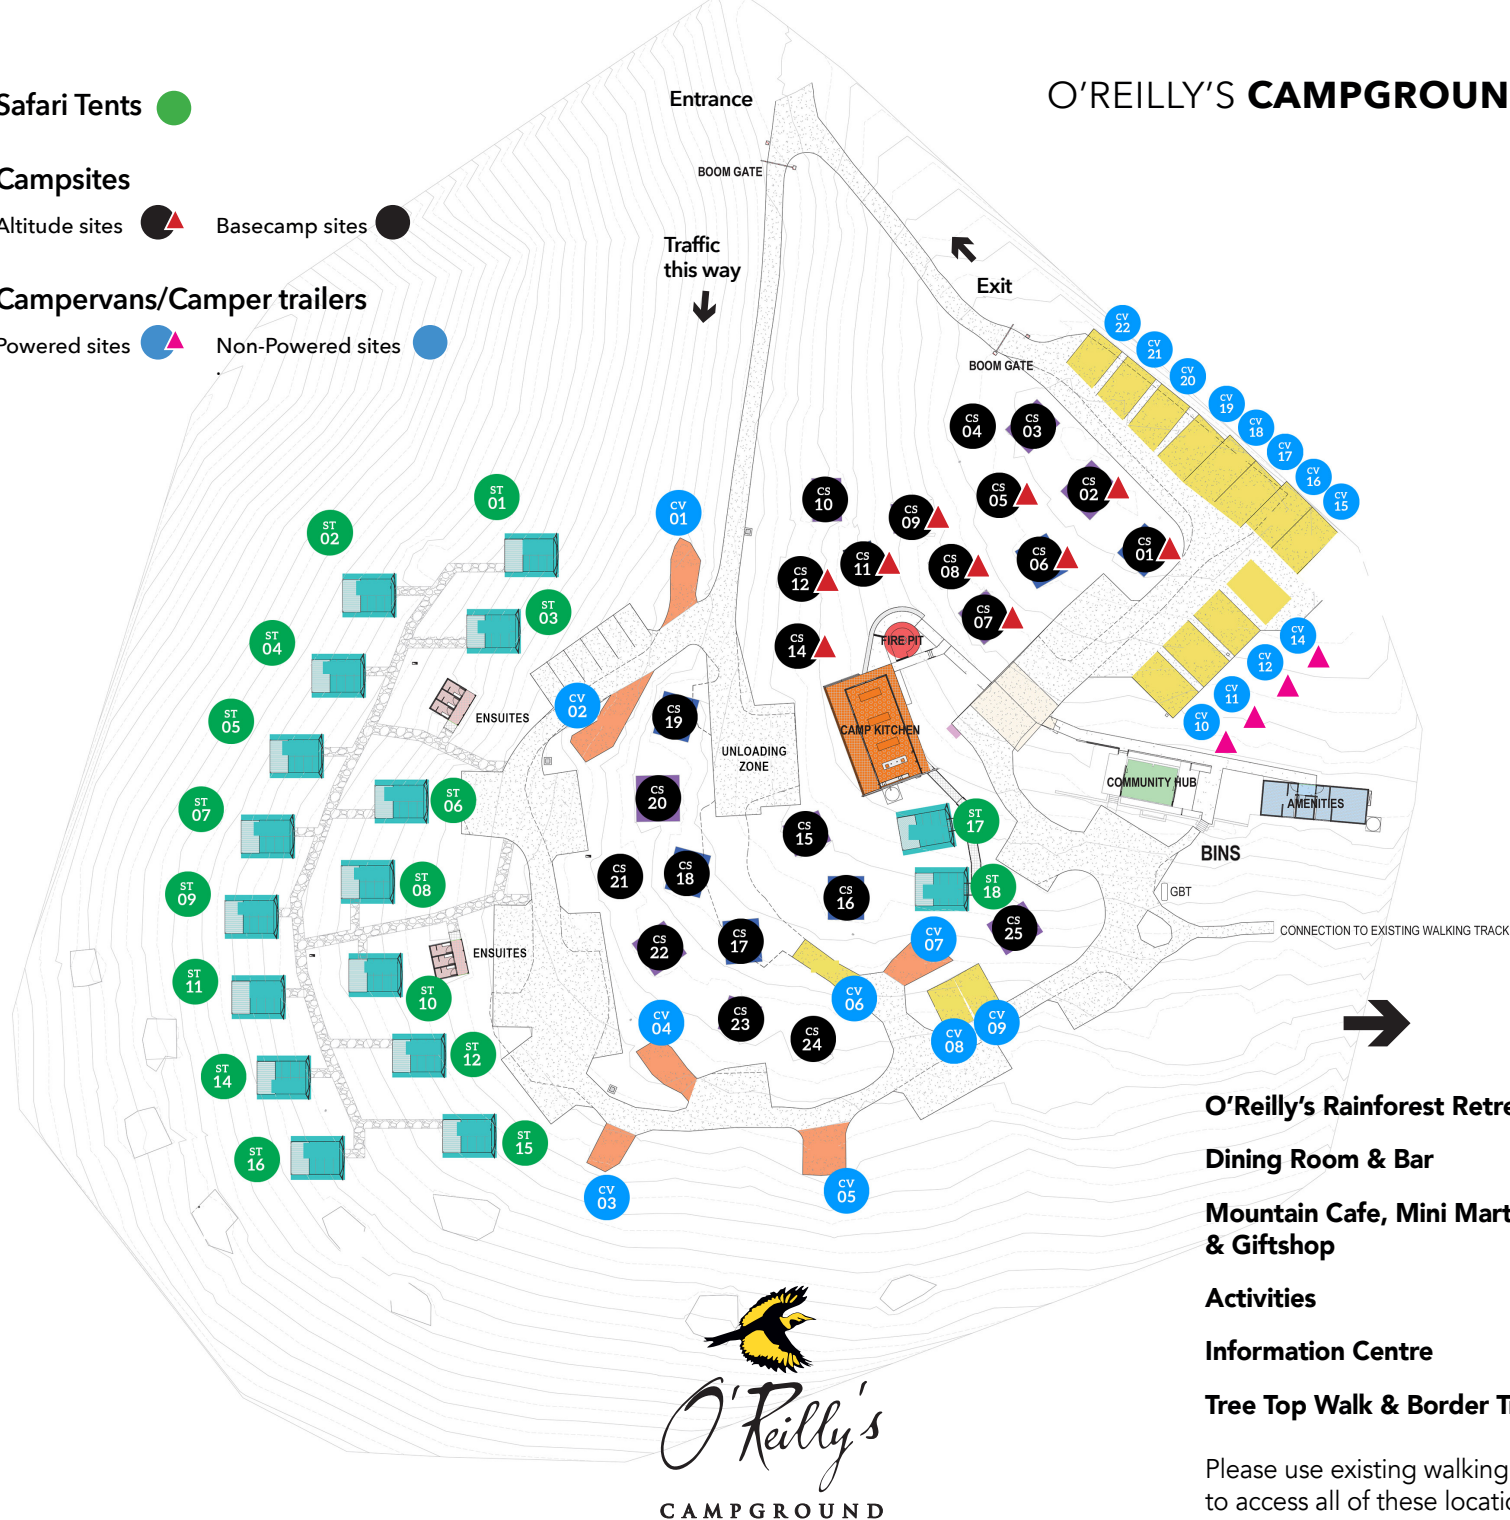 O'REILLY'S CAMPGROUN
Safari Tents
Campsites
Altitude sites
Basecamp sites
Campervans/Camper trailers
Powered sites
Non-Powered sites
Entrance
BOOM GATE
Traffic
this way
Exit
BOOM GATE
CV
22
CV
21
CV
20
CV
19
CV
18
CV
17
CV
16
CV
15
CS
04
CS
03
CS
05
CS
02
CS
10
CS
09
CS
01
CS
06
CS
08
CS
11
CS
12
CS
07
CS
14
FIRE PIT
CV
14
CV
12
CV
11
CV
10
ST
01
ST
02
ST
03
ST
04
ST
05
ST
06
ST
07
ST
08
ST
09
ST
10
ST
11
ST
12
ST
14
ST
15
ST
16
ENSUITES
ENSUITES
CV
01
CV
02
CS
19
UNLOADING
ZONE
CAMP KITCHEN
COMMUNITY HUB
AMENITIES
CS
20
CS
15
ST
17
ST
18
BINS
GBT
CONNECTION TO EXISTING WALKING TRACK
CS
21
CS
18
CS
16
CS
25
CS
22
CS
17
CV
07
CV
06
CV
04
CS
23
CS
24
CV
08
CV
09
CV
03
CV
05
O'Reilly's Rainforest Retre
Dining Room & Bar
Mountain Cafe, Mini Mart
& Giftshop
Activities
Information Centre
Tree Top Walk & Border T
Please use existing walking
to access all of these locatio
O'Reilly's
CAMPGROUND